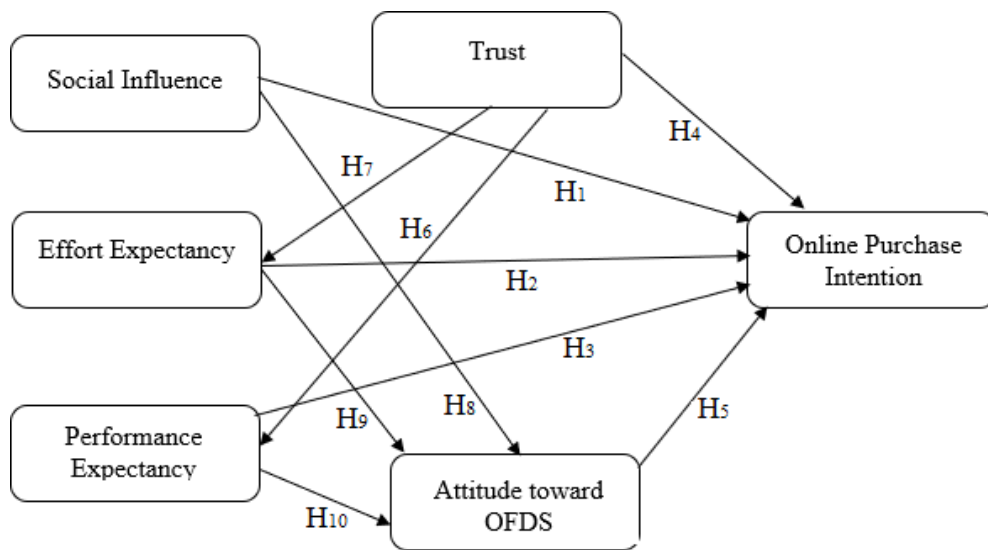 Social Influence
Trust
H4
H7
H1
H6
Effort Expectancy
Online Purchase
Intention
H2
H3
H9
H8
H5
Performance
Expectancy
Attitude toward
OFDS
H10